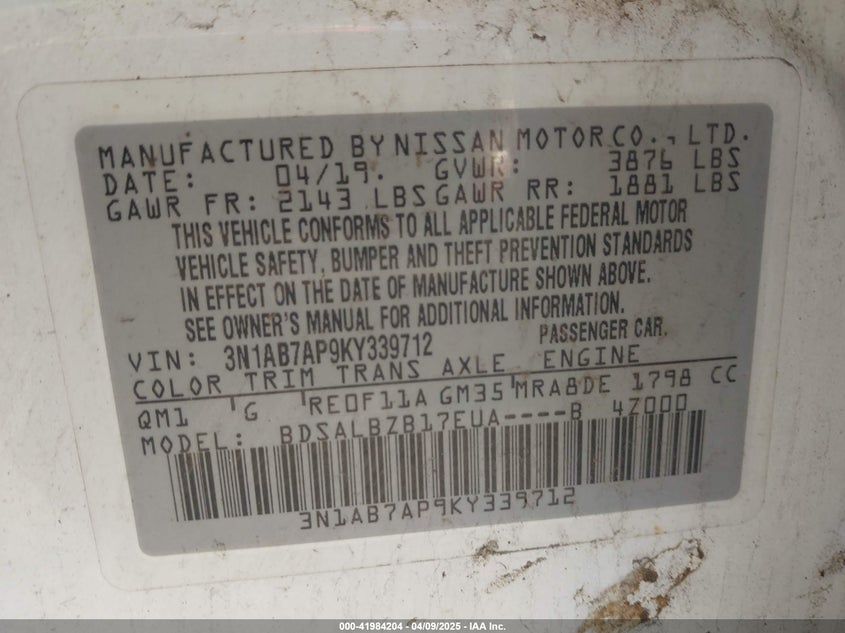 MANUFACTURED BY NISSAN MOTOR CO., LTD.
DATE: 04/19. GVWR: 3876 LBS
GAWR FR: 2143 LBS GAWR RR: 1881 LBS
THIS VEHICLE CONFORMS TO ALL APPLICABLE FEDERAL MOTOR
VEHICLE SAFETY, BUMPER AND THEFT PREVENTION STANDARDS
IN EFFECT ON THE DATE OF MANUFACTURE SHOWN ABOVE.
SEE OWNER'S MANUAL FOR ADDITIONAL INFORMATION.
VIN: 3N1AB7AP9KY339712 PASSENGER CAR.
COLOR TRIM TRANS AXLE ENGINE
QM1 G RE0F11A GM35 MRA8DE 1798 CC
MODEL: BDSALBZB17EUA----B 4Z000
3N1AB7AP9KY339712
000-41984204 - 04/09/2025 - IAA Inc.